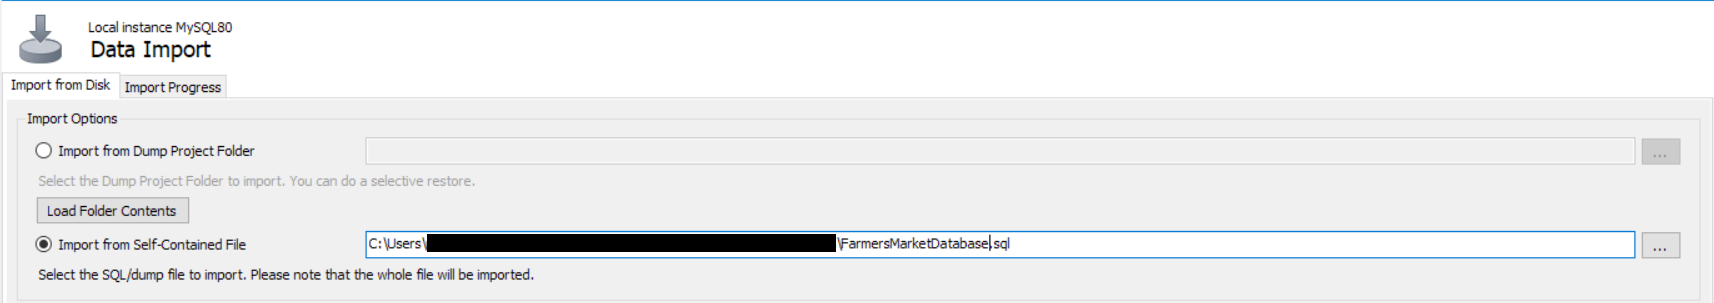 Local instance MySQL80
Data Import
Import from Disk Import Progress
Import Options
Import from Dump Project Folder ...
Select the Dump Project Folder to import. You can do a selective restore.
Load Folder Contents
Import from Self-Contained File C:\Users\ \FarmersMarketDatabase.sql ...
Select the SQL/dump file to import. Please note that the whole file will be imported.